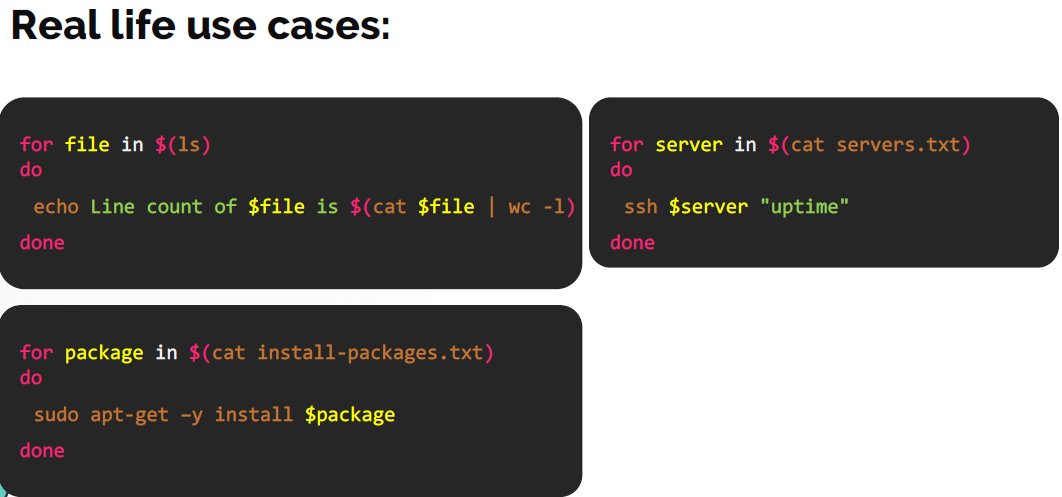 Real life use cases:
for file in $(ls)
do
echo Line count of $file is $(cat $file | wc -l)
done
for server in $(cat servers.txt)
do
ssh $server "uptime"
done
for package in $(cat install-packages.txt)
do
sudo apt-get –y install $package
done